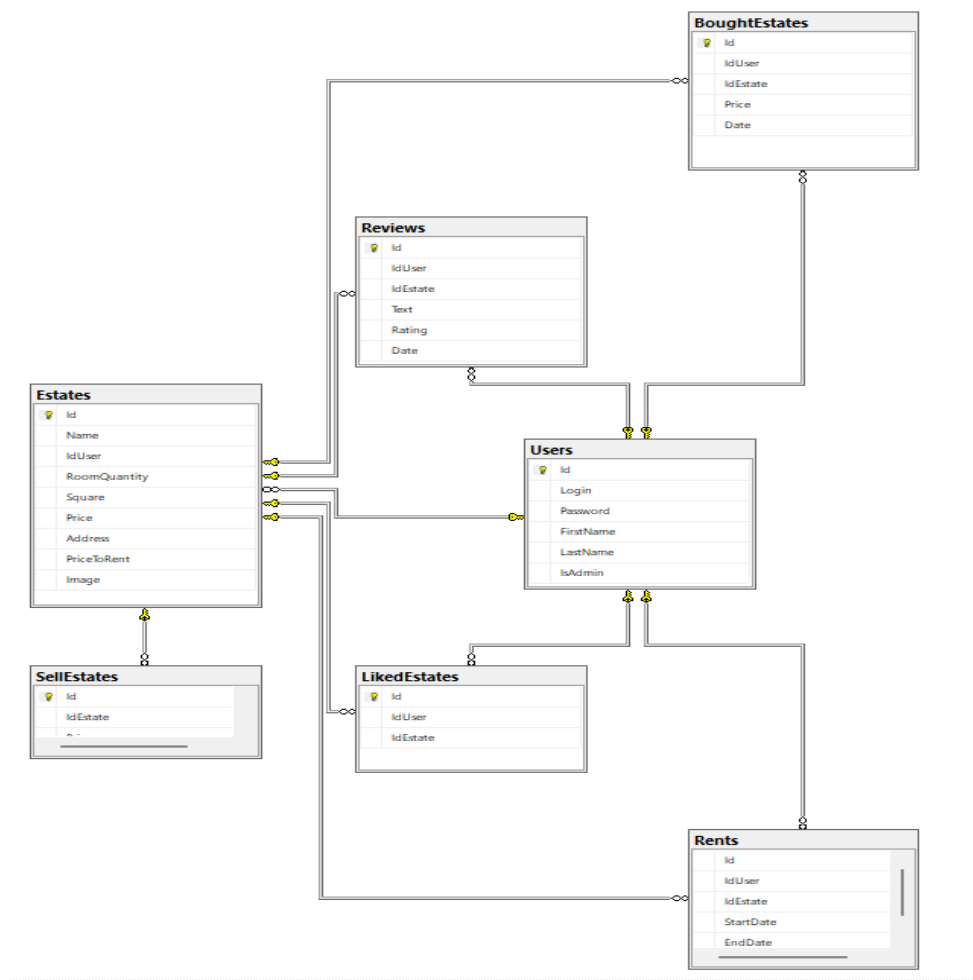 BoughtEstates
Id
IdUser
IdEstate
Price
Date
Reviews
Id
IdUser
IdEstate
Text
Rating
Date
Estates
Id
Name
IdUser
RoomQuantity
Square
Price
Address
PriceToRent
Image
Users
Id
Login
Password
FirstName
LastName
IsAdmin
SellEstates
Id
IdEstate
LikedEstates
Id
IdUser
IdEstate
Rents
Id
IdUser
IdEstate
StartDate
EndDate